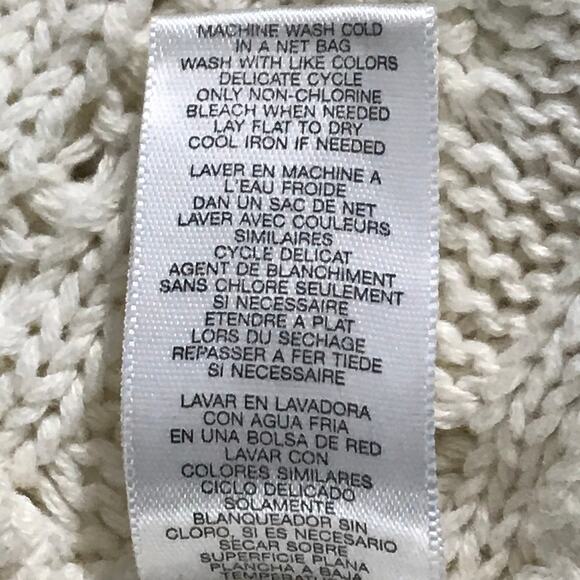 MACHINE WASH COLD
IN A NET BAG
WASH WITH LIKE COLORS
DELICATE CYCLE
ONLY NON-CHLORINE
BLEACH WHEN NEEDED
LAY FLAT TO DRY
COOL IRON IF NEEDED
LAVER EN MACHINE A
L'EAU FROIDE
DAN UN SAC DE NET
LAVER AVEC COULEURS
SIMILAIRES
CYCLE DELICAT
AGENT DE BLANCHIMENT
SANS CHLORE SEULEMENT
SI NECESSAIRE
ETENDRE A PLAT
LORS DU SECHAGE
REPASSER A FER TIEDE
SI NECESSAIRE
LAVAR EN LAVADORA
CON AGUA FRIA
EN UNA BOLSA DE RED
LAVAR CON
COLORES SIMILARES
CICLO DELICADO
SOLAMENTE
BLANQUEADOR SIN
CLORO, SI ES NECESARIO
SECAR SOBRE
SUPERFICIE PLANA
PLANCHA A BAJA